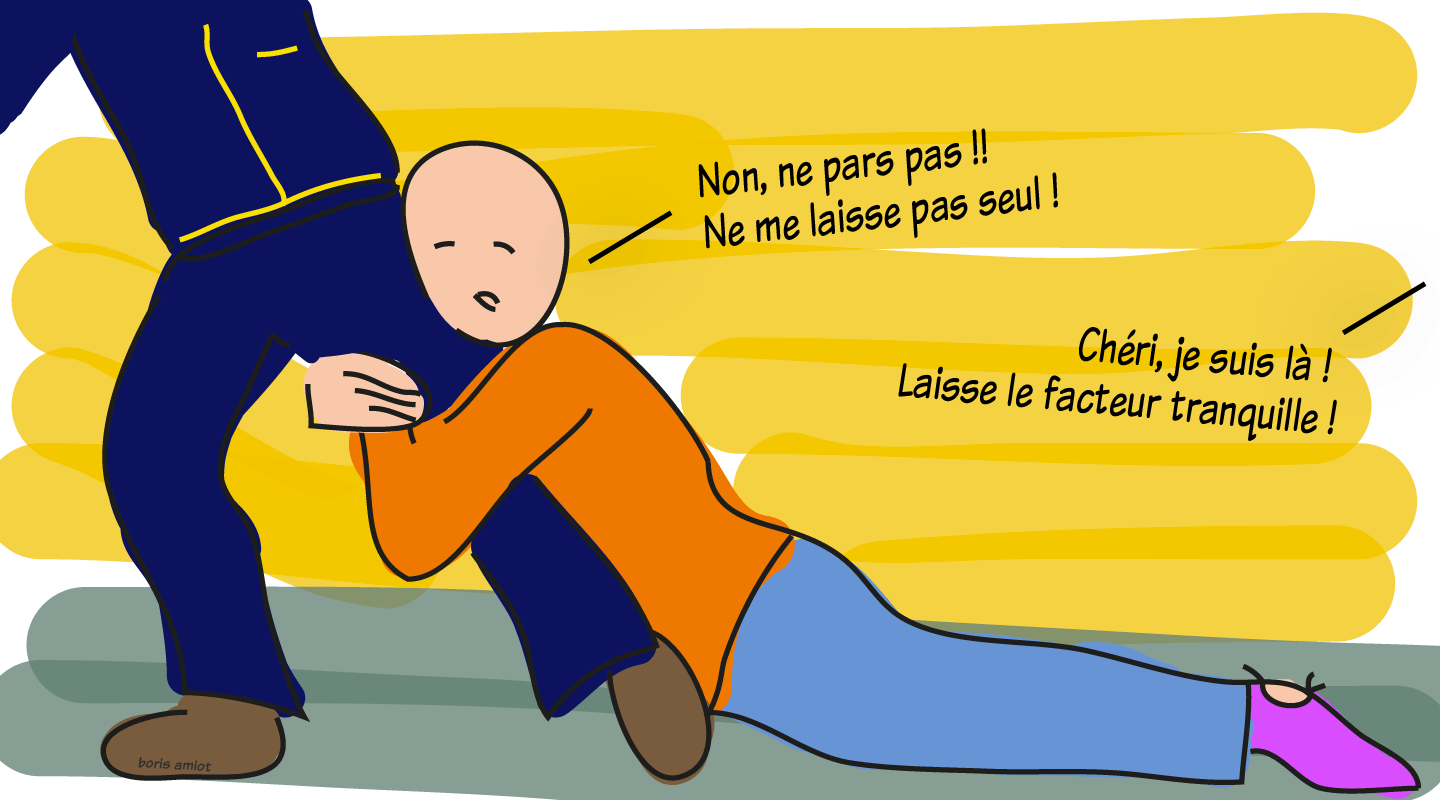 Non, ne pars pas !!
Ne me laisse pas seul !
Chéri, je suis là !
Laisse le facteur tranquille !
boris amiot